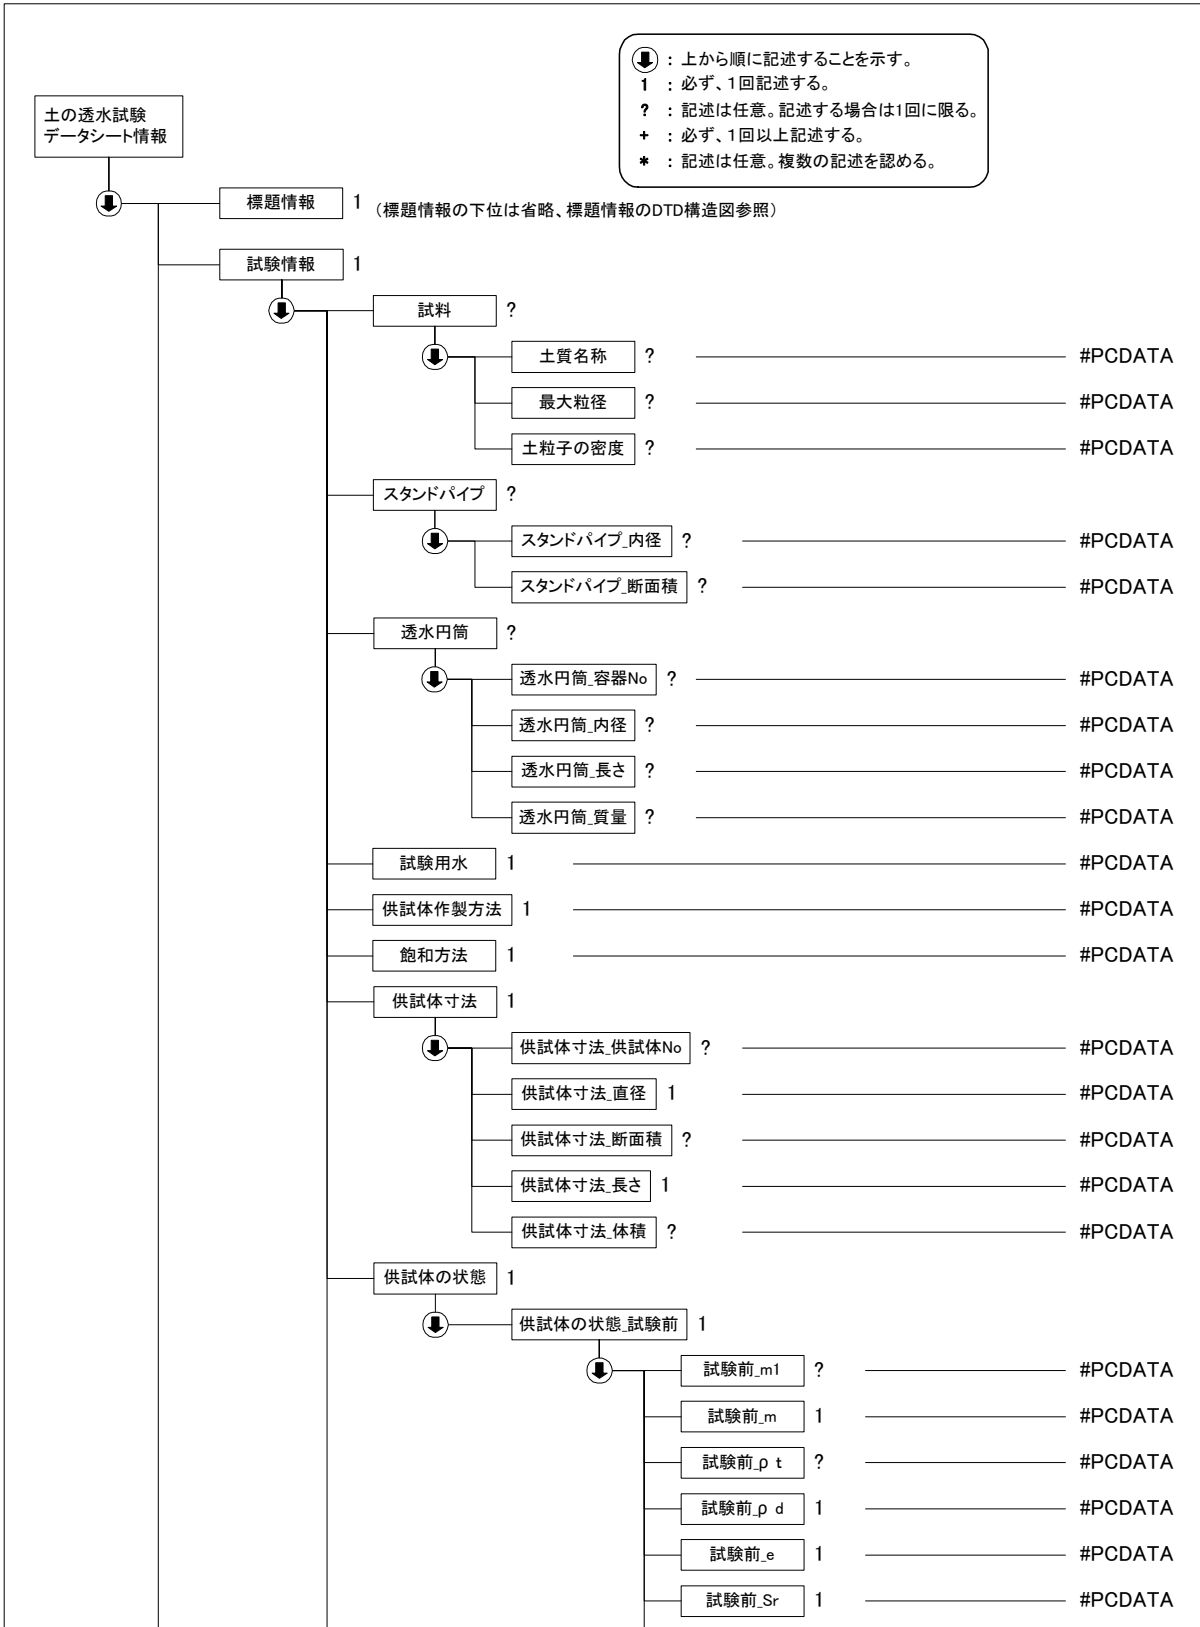 ： 上から順に記述することを示す。
1 ： 必ず、1回記述する。
? ： 記述は任意。記述する場合は1回に限る。
+ ： 必ず、1回以上記述する。
* ： 記述は任意。複数の記述を認める。
土の透水試験
データシート情報
標題情報 1 （標題情報の下位は省略、標題情報のDTD構造図参照）
試験情報 1
試料 ?
土質名称 ? #PCDATA
最大粒径 ? #PCDATA
土粒子の密度 ? #PCDATA
スタンドパイプ ?
スタンドパイプ_内径 ? #PCDATA
スタンドパイプ_断面積 ? #PCDATA
透水円筒 ?
透水円筒_容器No ? #PCDATA
透水円筒_内径 ? #PCDATA
透水円筒_長さ ? #PCDATA
透水円筒_質量 ? #PCDATA
試験用水 1 #PCDATA
供試体作製方法 1 #PCDATA
飽和方法 1 #PCDATA
供試体寸法 1
供試体寸法_供試体No ? #PCDATA
供試体寸法_直径 1 #PCDATA
供試体寸法_断面積 ? #PCDATA
供試体寸法_長さ 1 #PCDATA
供試体寸法_体積 ? #PCDATA
供試体の状態 1
供試体の状態_試験前 1
試験前_m1 ? #PCDATA
試験前_m 1 #PCDATA
試験前_ρt ? #PCDATA
試験前_ρd 1 #PCDATA
試験前_e 1 #PCDATA
試験前_Sr 1 #PCDATA